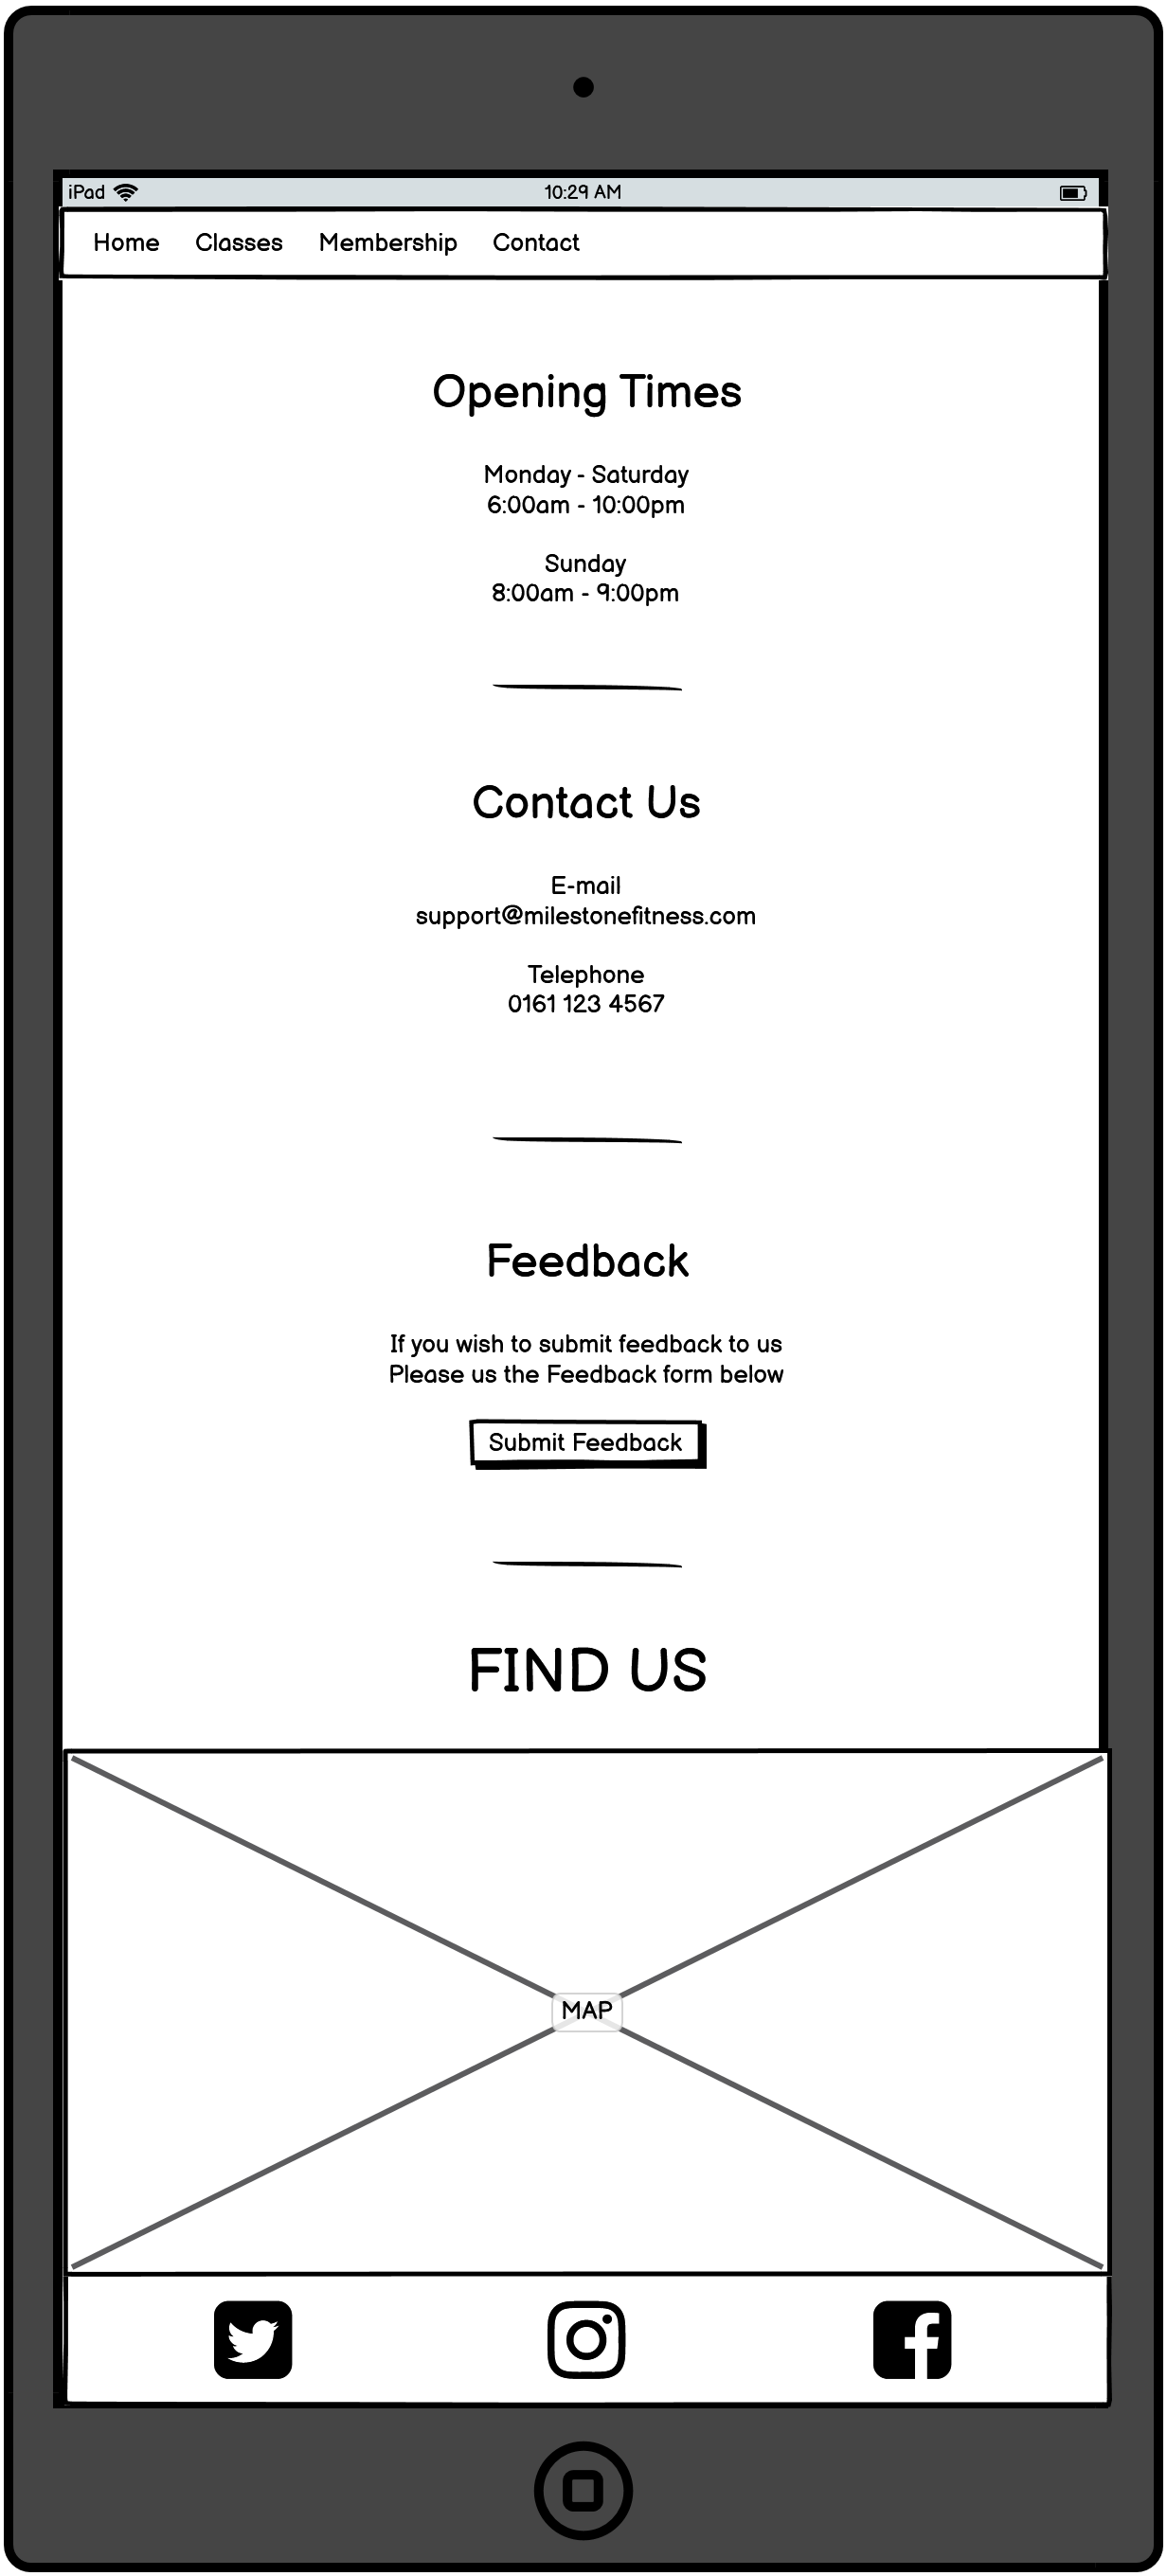 iPad 10:29 AM
Home Classes Membership Contact
Opening Times
Monday - Saturday
6:00am - 10:00pm
Sunday
8:00am - 9:00pm
Contact Us
E-mail
support@milestonefitness.com
Telephone
0161 123 4567
Feedback
If you wish to submit feedback to us
Please us the Feedback form below
Submit Feedback
FIND US
MAP